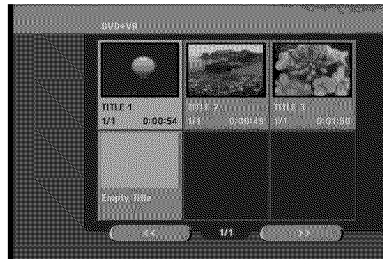 DVD+VR
TITLE 1
TITLE 2
TITLE 3
1/1 0:00:54
1/1 0:00:49
1/1 0:01:50
Empty Title
<< 1/1 >>